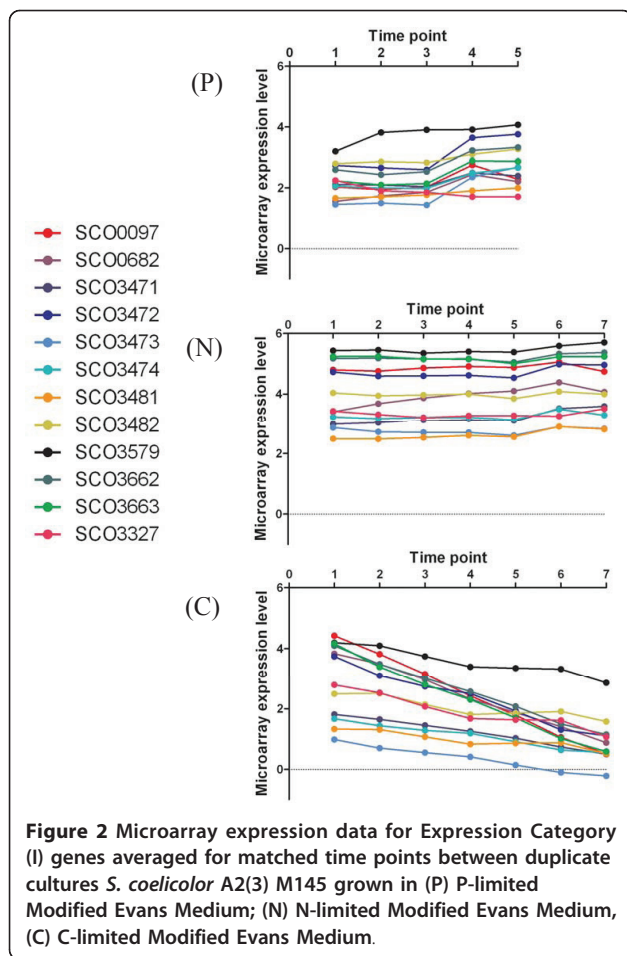 Time point
0 1 2 3 4 5
(P)
Microarray expression level
6
4
2
0
SCO0097
SCO0682
SCO3471
SCO3472
SCO3473
SCO3474
SCO3481
SCO3482
SCO3579
SCO3662
SCO3663
SCO3327
Time point
0 1 2 3 4 5 6 7
(N)
Microarray expression level
6
4
2
0
Time point
0 1 2 3 4 5 6 7
(C)
Microarray expression level
6
4
2
0
Figure 2 Microarray expression data for Expression Category
(I) genes averaged for matched time points between duplicate
cultures S. coelicolor A2(3) M145 grown in (P) P-limited
Modified Evans Medium; (N) N-limited Modified Evans Medium,
(C) C-limited Modified Evans Medium.